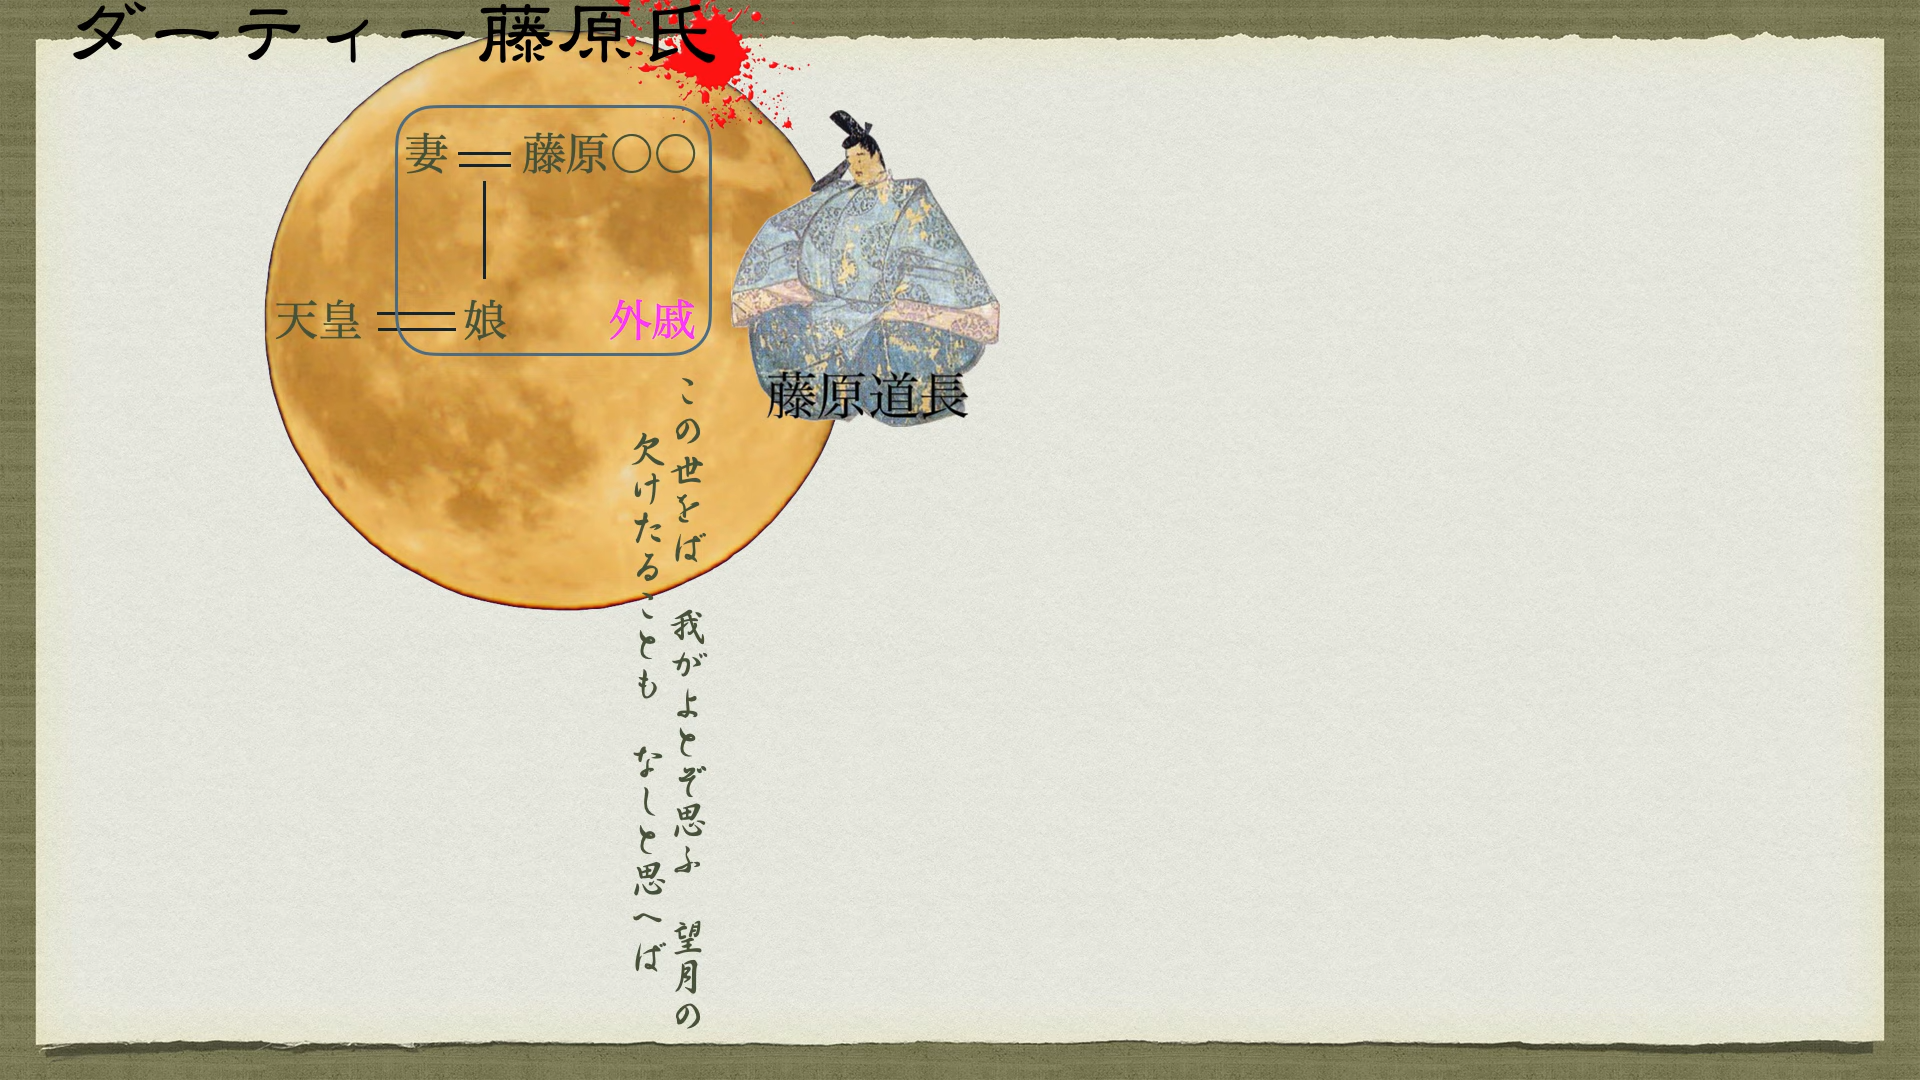 ダーティー藤原氏
妻 藤原〇〇
天皇 娘 外戚
藤原道長
この世をば 我がよとぞ思ふ 望月の
欠けたることも なしと思へば